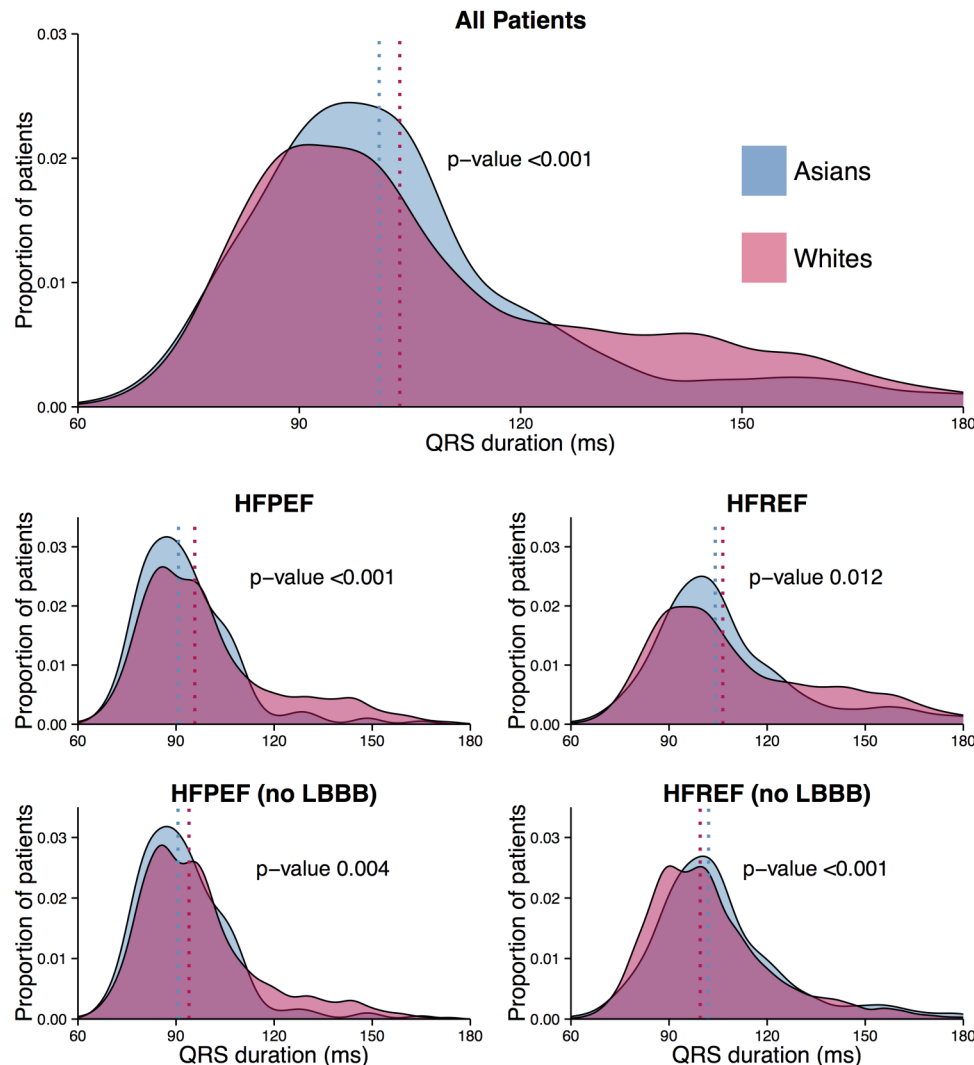 All Patients
0.03
0.02
0.01
0.00
Proportion of patients
p-value <0.001
Asians
Whites
60 90 120 150 180
QRS duration (ms)
HFPEF
0.03
0.02
0.01
0.00
Proportion of patients
p-value <0.001
60 90 120 150 180
HFREF
0.03
0.02
0.01
0.00
Proportion of patients
p-value 0.012
60 90 120 150 180
HFPEF (no LBBB)
0.03
0.02
0.01
0.00
Proportion of patients
p-value 0.004
60 90 120 150 180
QRS duration (ms)
HFREF (no LBBB)
0.03
0.02
0.01
0.00
Proportion of patients
p-value <0.001
60 90 120 150 180
QRS duration (ms)